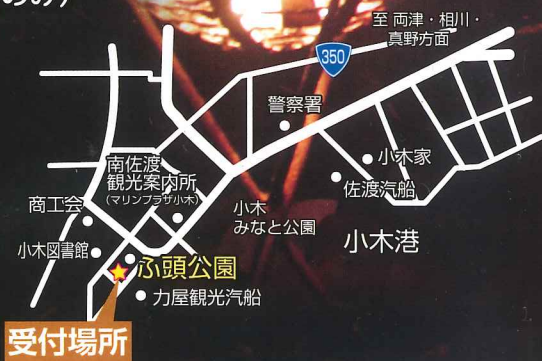 のみ)
至 両津・相川・
真野方面
350
警察署
小木家
佐渡汽船
南佐渡
観光案内所
(マリンプラザ小木)
商工会
小木
みなと公園
小木港
小木図書館
ふ頭公園
力屋観光汽船
受付場所